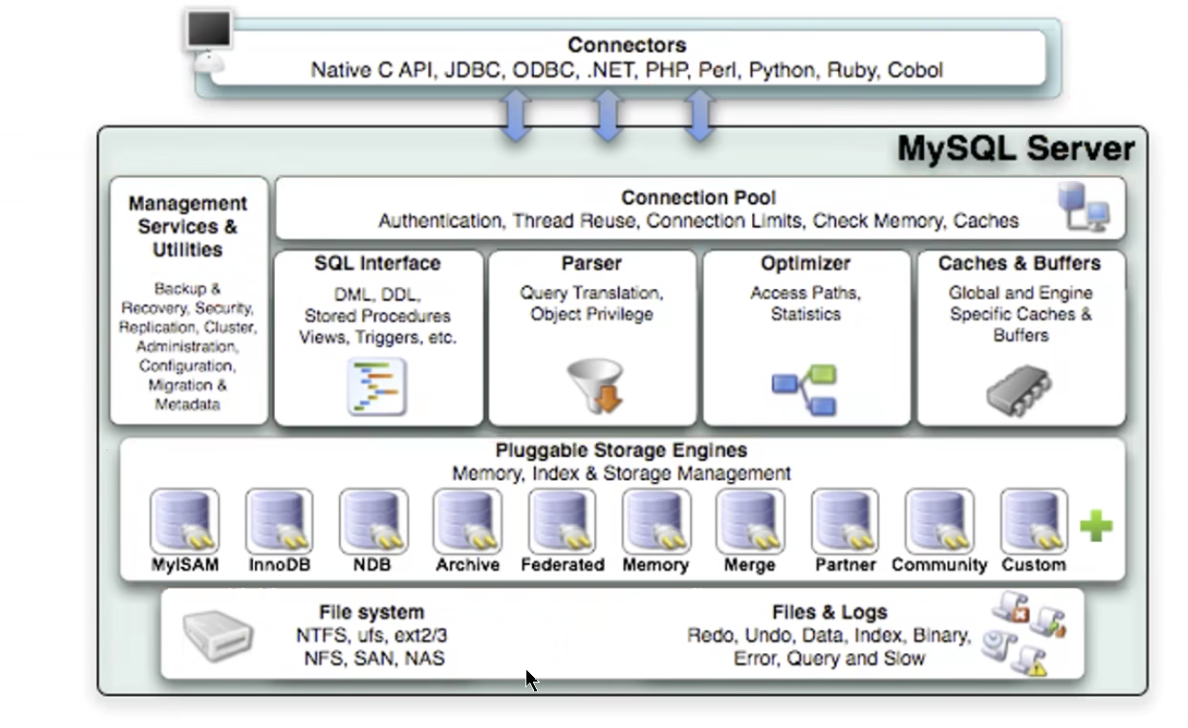 Connectors
Native C API, JDBC, ODBC, .NET, PHP, Perl, Python, Ruby, Cobol
MySQL Server
Management
Services &
Utilities
Backup &
Recovery, Security,
Replication, Cluster,
Administration,
Configuration,
Migration &
Metadata
Connection Pool
Authentication, Thread Reuse, Connection Limits, Check Memory, Caches
SQL Interface
DML, DDL,
Stored Procedures
Views, Triggers, etc.
Parser
Query Translation,
Object Privilege
Optimizer
Access Paths,
Statistics
Caches & Buffers
Global and Engine
Specific Caches &
Buffers
Pluggable Storage Engines
Memory, Index & Storage Management
MyISAM
InnoDB
NDB
Archive
Federated
Memory
Merge
Partner
Community
Custom
File system
NTFS, ufs, ext2/3
NFS, SAN, NAS
Files & Logs
Redo, Undo, Data, Index, Binary,
Error, Query and Slow